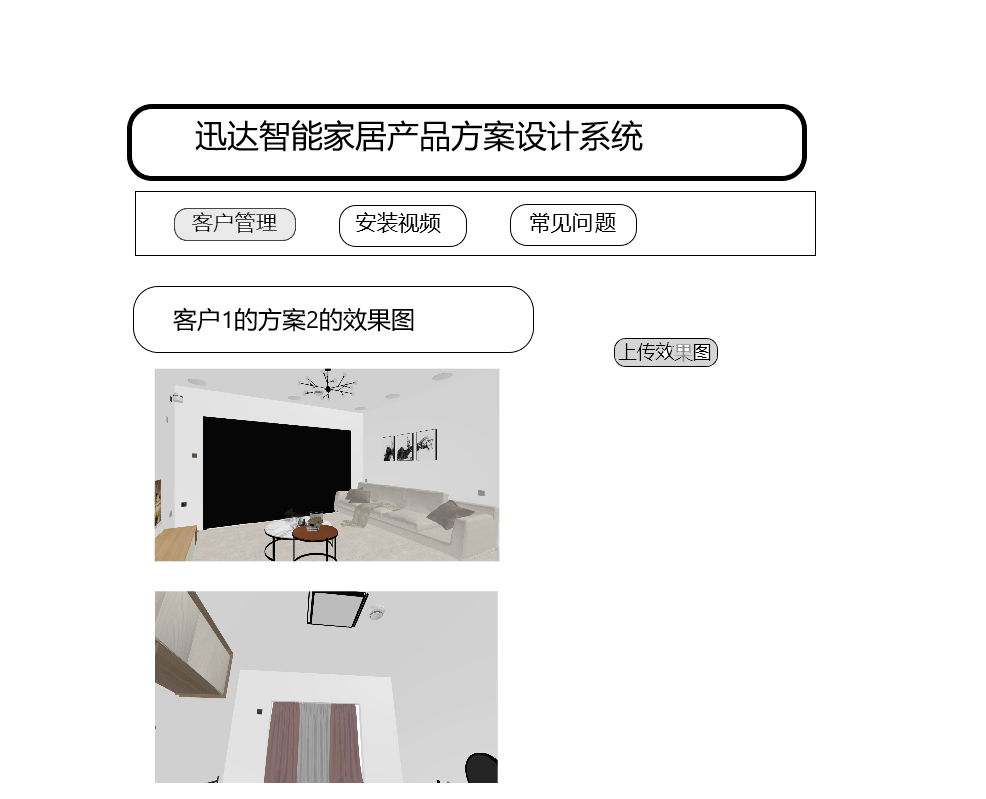 迅达智能家居产品方案设计系统
客户管理
安装视频
常见问题
客户1的方案2的效果图
上传效果图